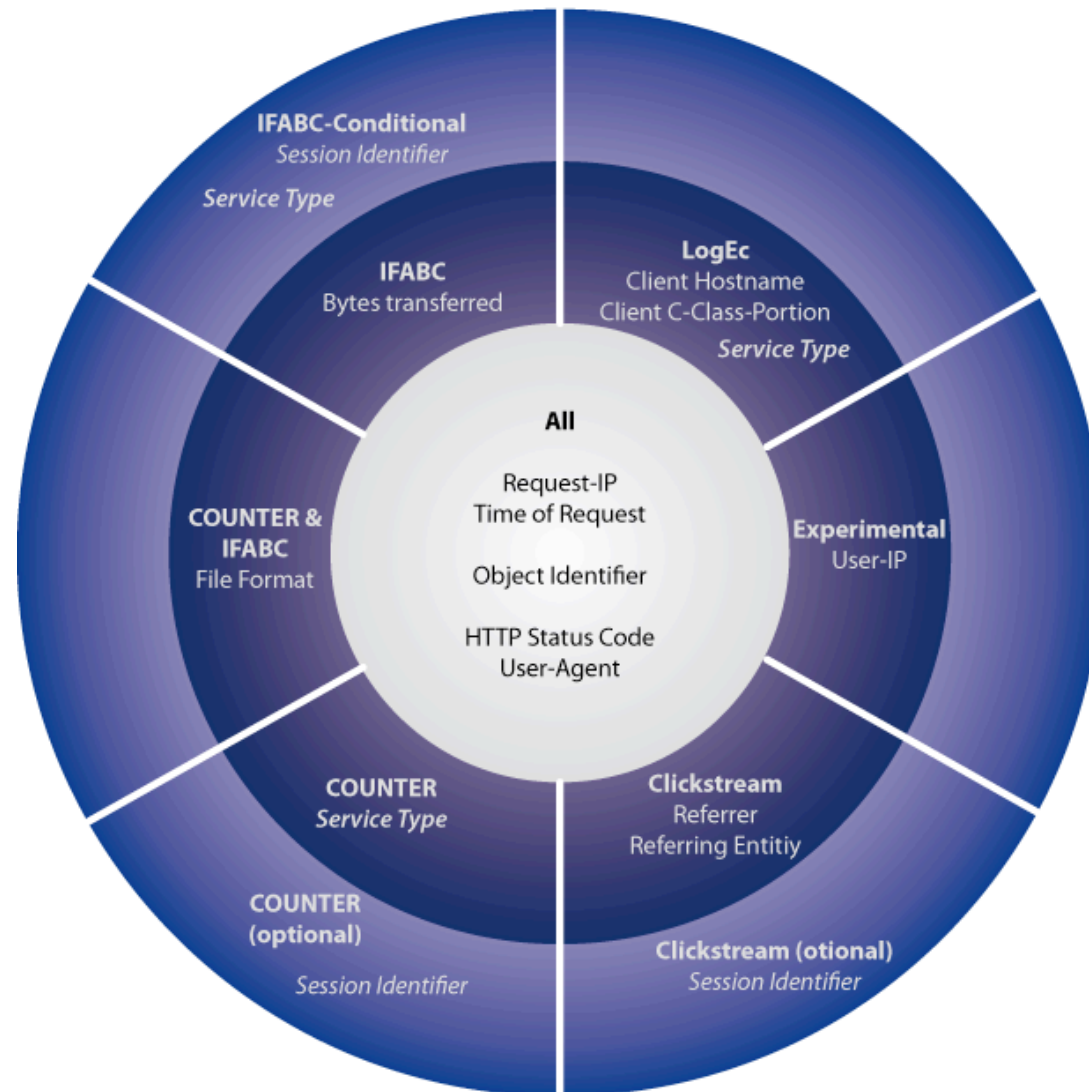 IFABC-Conditional
Session Identifier
Service Type
IFABC
Bytes transferred
LogEc
Client Hostname
Client C-Class-Portion
Service Type
All
Request-IP
Time of Request
Object Identifier
HTTP Status Code
User-Agent
COUNTER &
IFABC
File Format
Experimental
User-IP
COUNTER
Service Type
Clickstream
Referrer
Referring Entitiy
COUNTER
(optional)
Session Identifier
Clickstream (otional)
Session Identifier